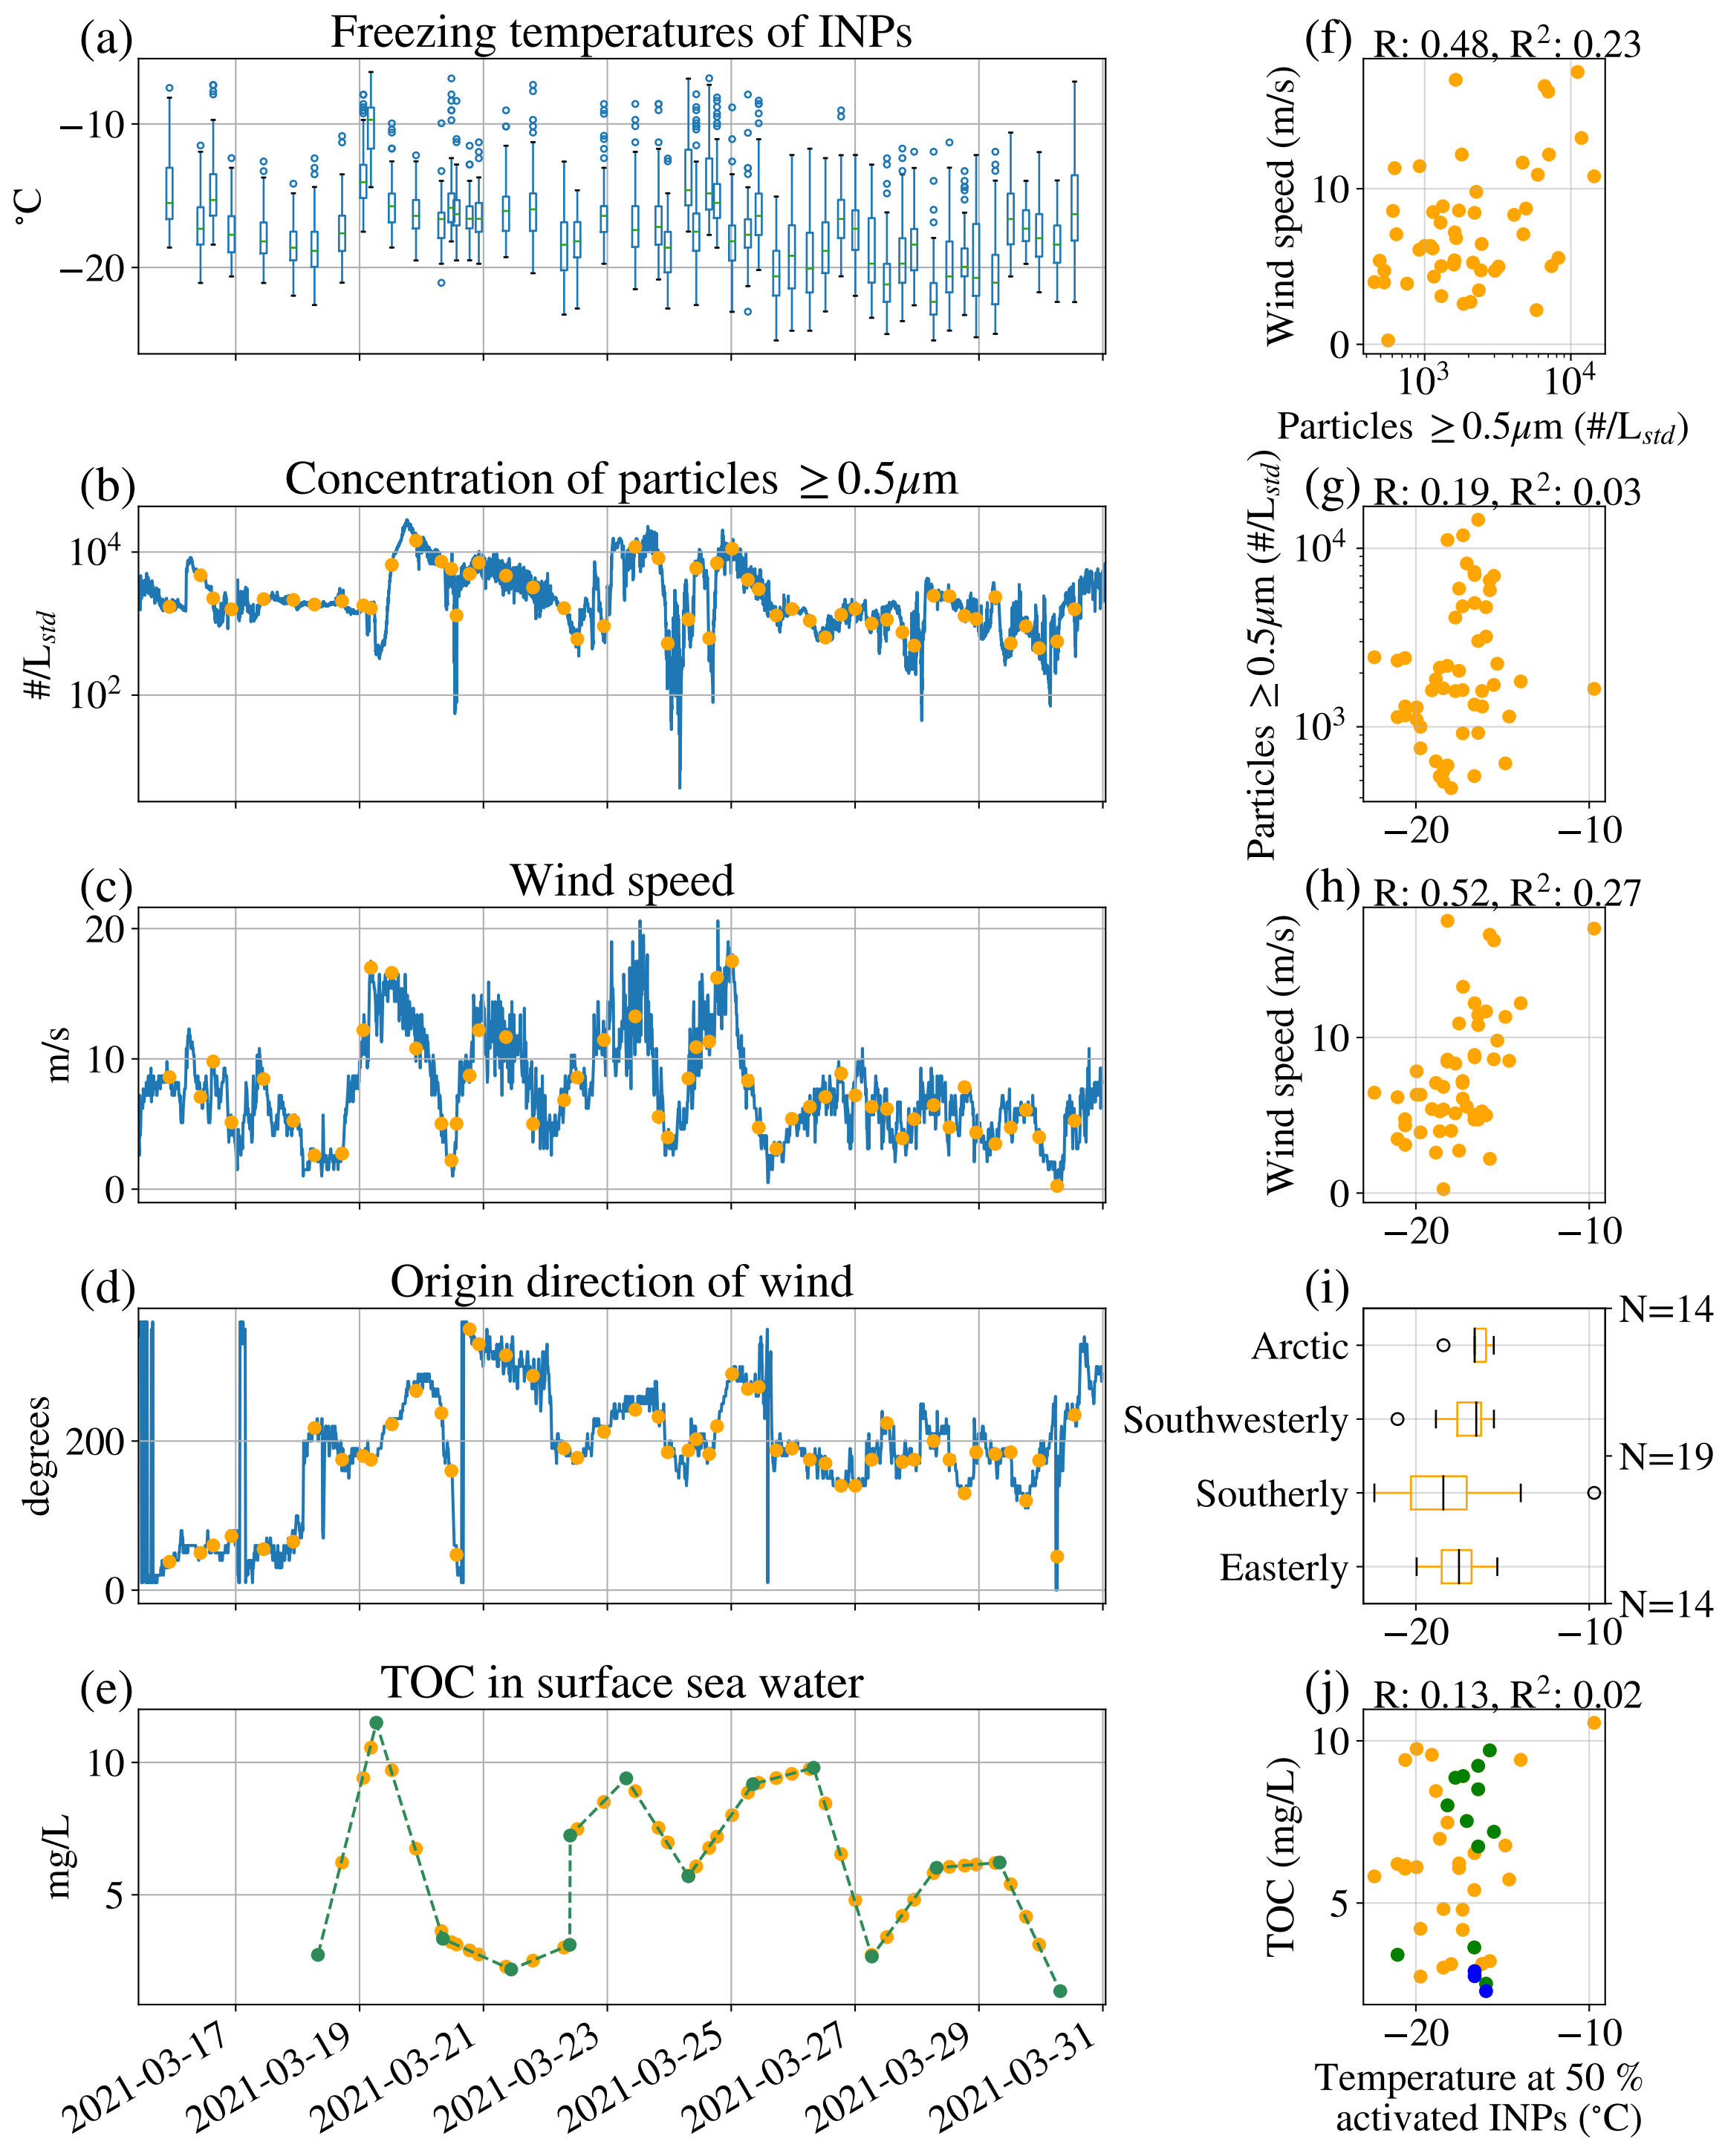 (a)
Freezing temperatures of INPs
−10
−20
°C
(b)
Concentration of particles ≥0.5μm
10⁴
10²
#/L_std
(c)
Wind speed
20
10
0
m/s
(d)
Origin direction of wind
200
0
degrees
(e)
TOC in surface sea water
10
5
mg/L
2021-03-17
2021-03-19
2021-03-21
2021-03-23
2021-03-25
2021-03-27
2021-03-29
2021-03-31
(f)
R: 0.48, R²: 0.23
Wind speed (m/s)
10
0
10³
10⁴
Particles ≥0.5μm (#/L_std)
(g)
R: 0.19, R²: 0.03
Particles ≥0.5μm (#/L_std)
10⁴
10³
−20
−10
(h)
R: 0.52, R²: 0.27
Wind speed (m/s)
10
0
−20
−10
(i)
N=14
Arctic
Southwesterly
N=19
Southerly
Easterly
N=14
−20
−10
(j)
R: 0.13, R²: 0.02
TOC (mg/L)
10
5
−20
−10
Temperature at 50 %
activated INPs (°C)